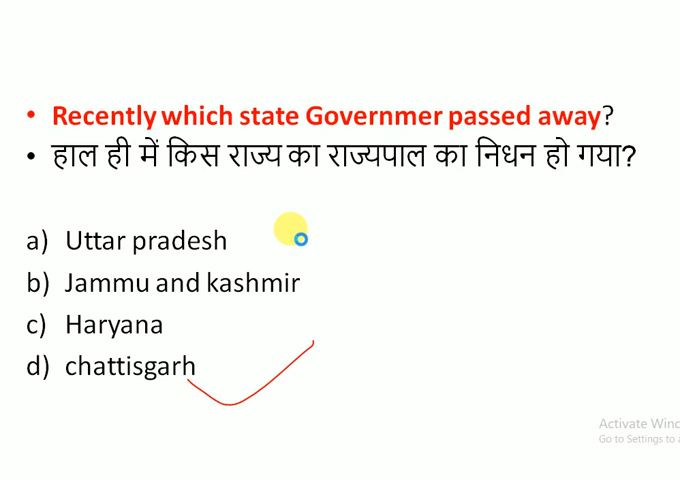 • Recently which state Governmer passed away?
• हाल ही में किस राज्य का राज्यपाल का निधन हो गया?
a) Uttar pradesh
b) Jammu and kashmir
c) Haryana
d) chattisgarh
Activate
Go to Settings to